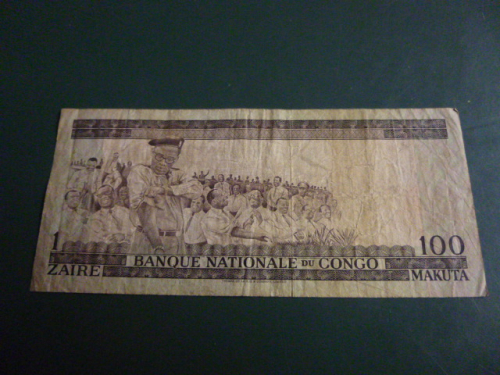 1 100
ZAIRE BANQUE NATIONALE DU CONGO MAKUTA